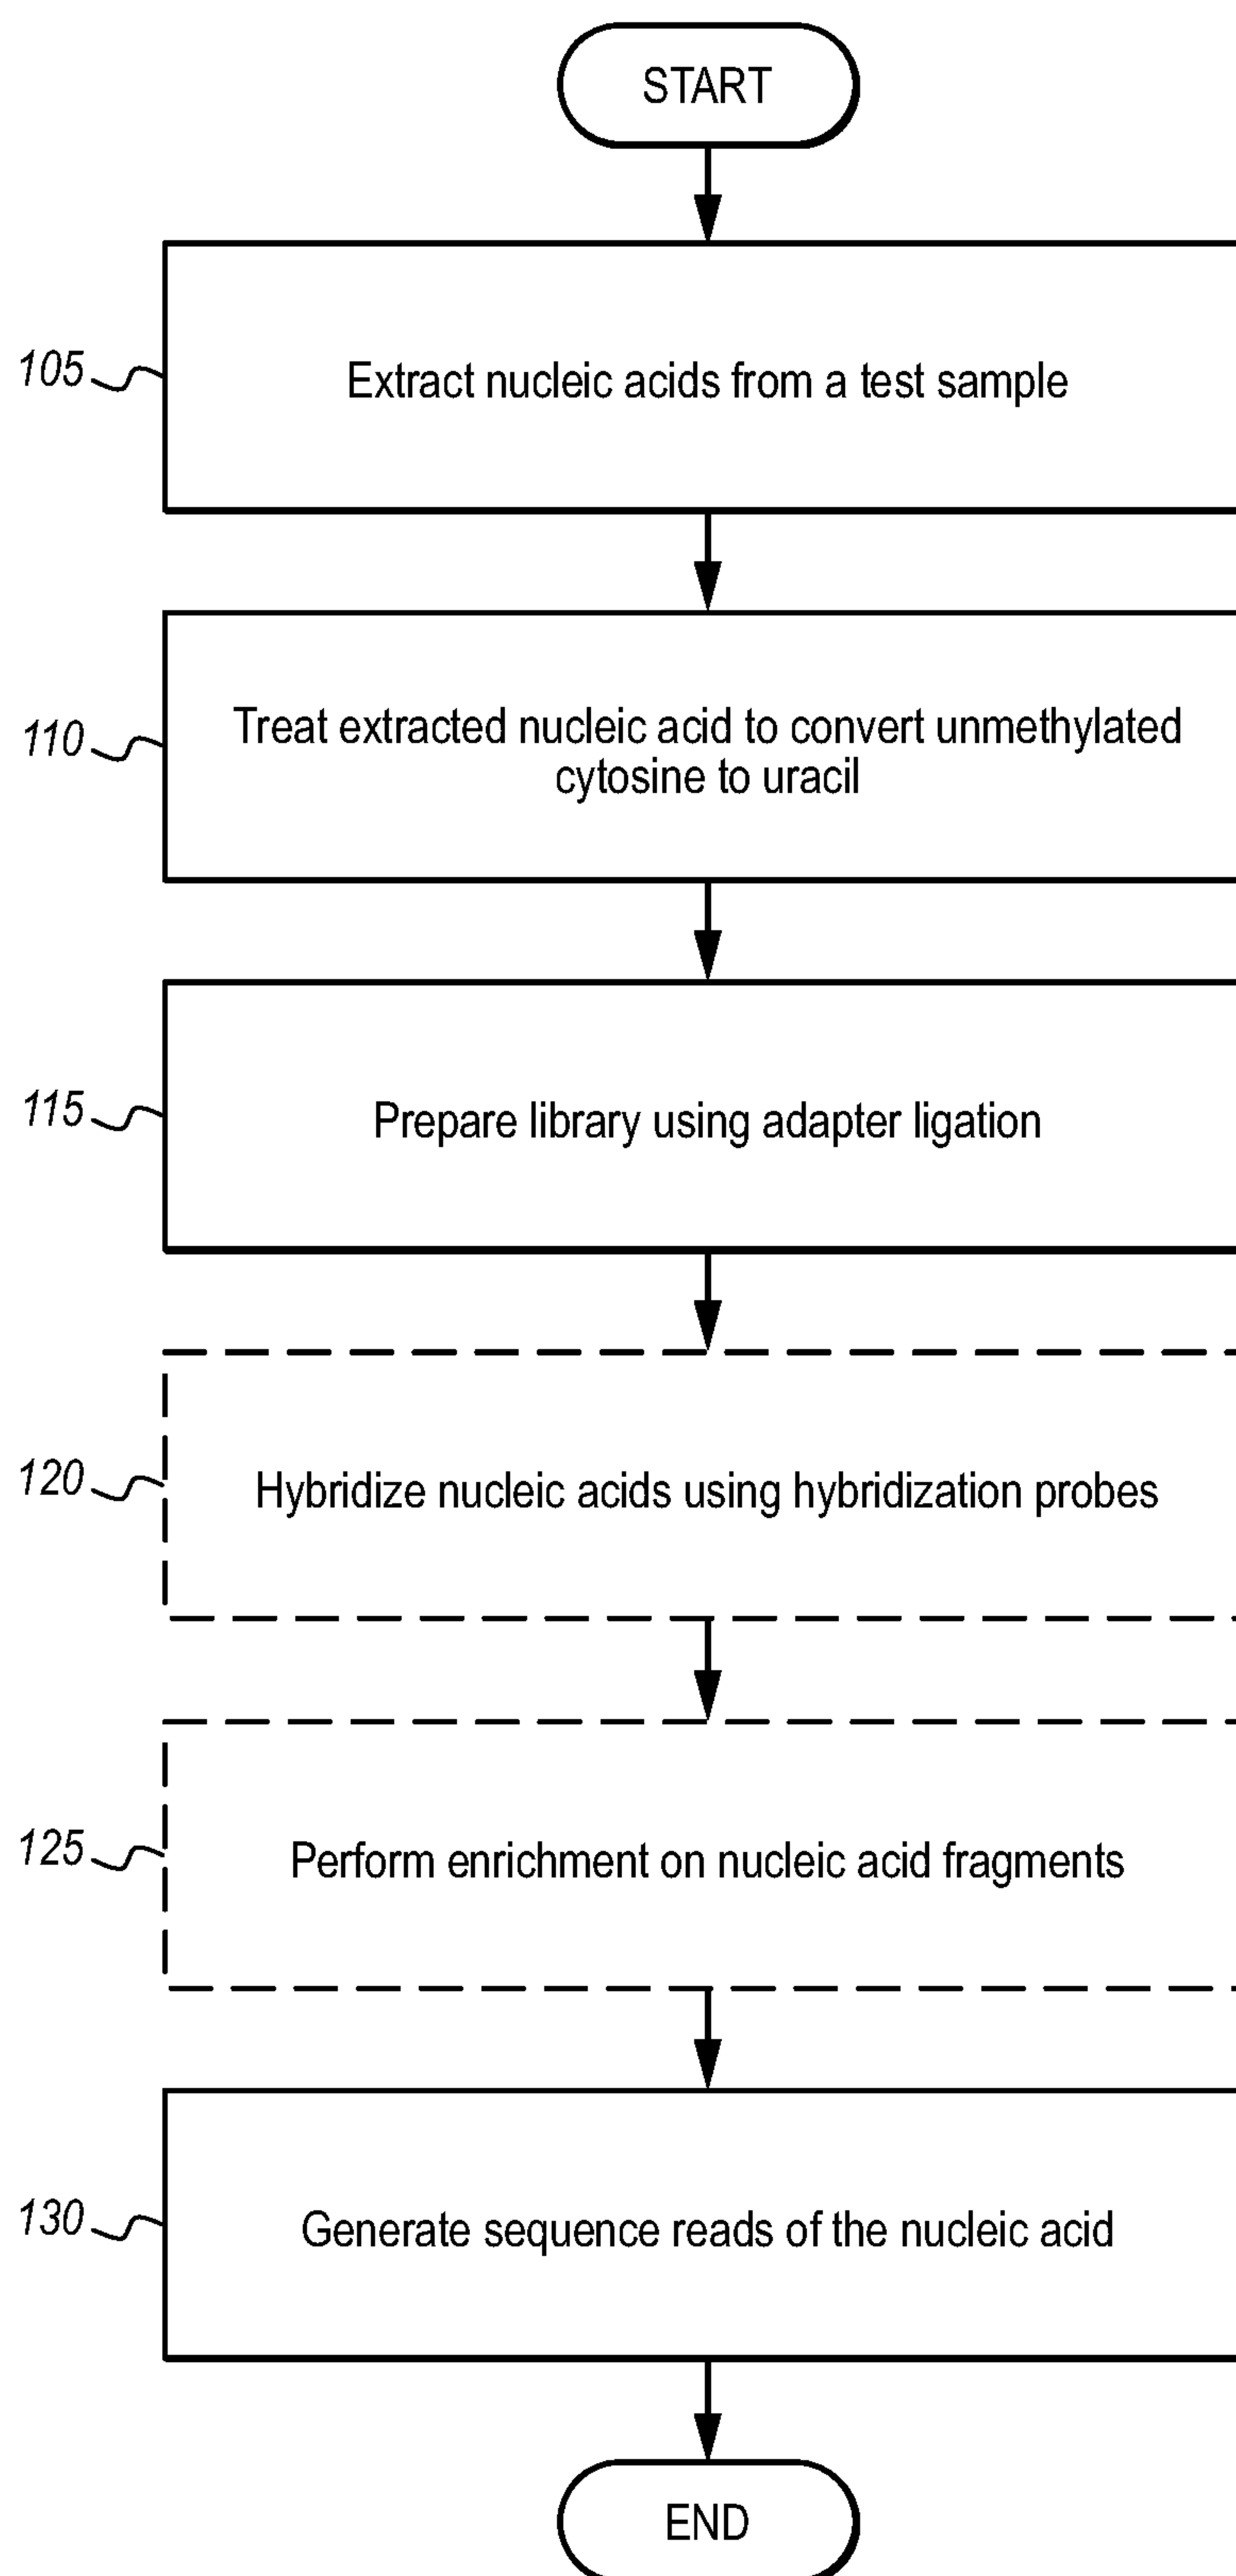 START
105
Extract nucleic acids from a test sample
110
Treat extracted nucleic acid to convert unmethylated
cytosine to uracil
115
Prepare library using adapter ligation
120
Hybridize nucleic acids using hybridization probes
125
Perform enrichment on nucleic acid fragments
130
Generate sequence reads of the nucleic acid
END